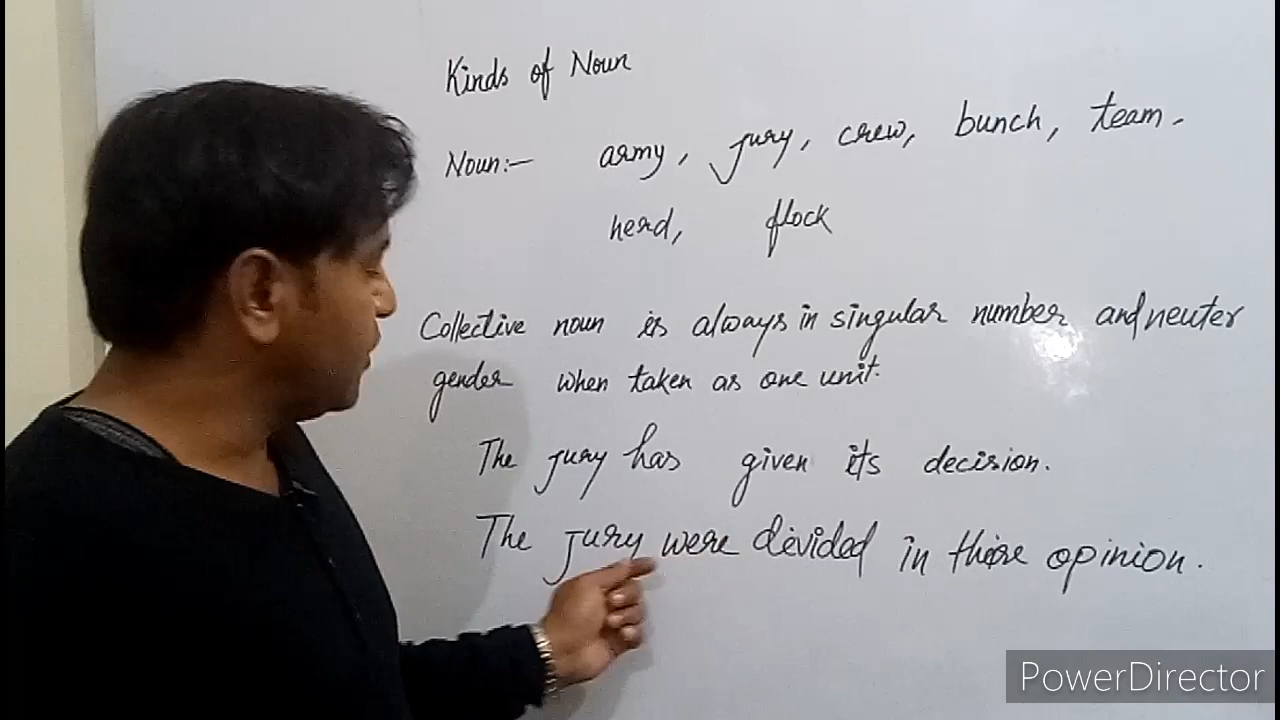 Kinds of Noun
Noun:- army, jury, crew, bunch, team.
herd, flock
Collective noun is always in singular number and neuter
gender when taken as one unit.
The jury has given its decision.
The jury were divided in thire opinion.
PowerDirector